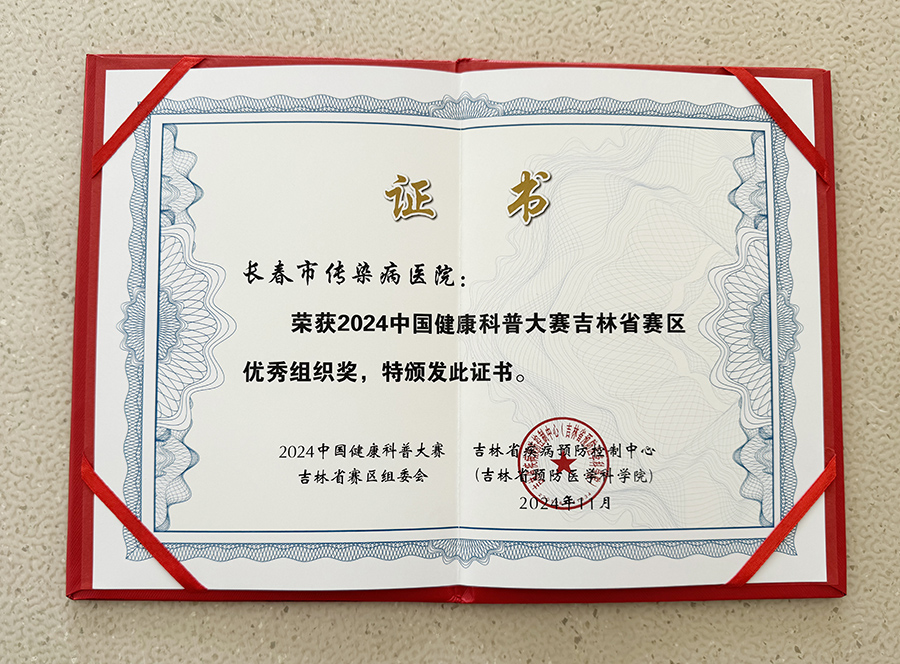 证 书
长春市传染病医院：
荣获2024中国健康科普大赛吉林省赛区
优秀组织奖，特颁发此证书。
2024中国健康科普大赛 吉林省疾病预防控制中心
吉林省赛区组委会 (吉林省预防医学科学院)
2024年11月